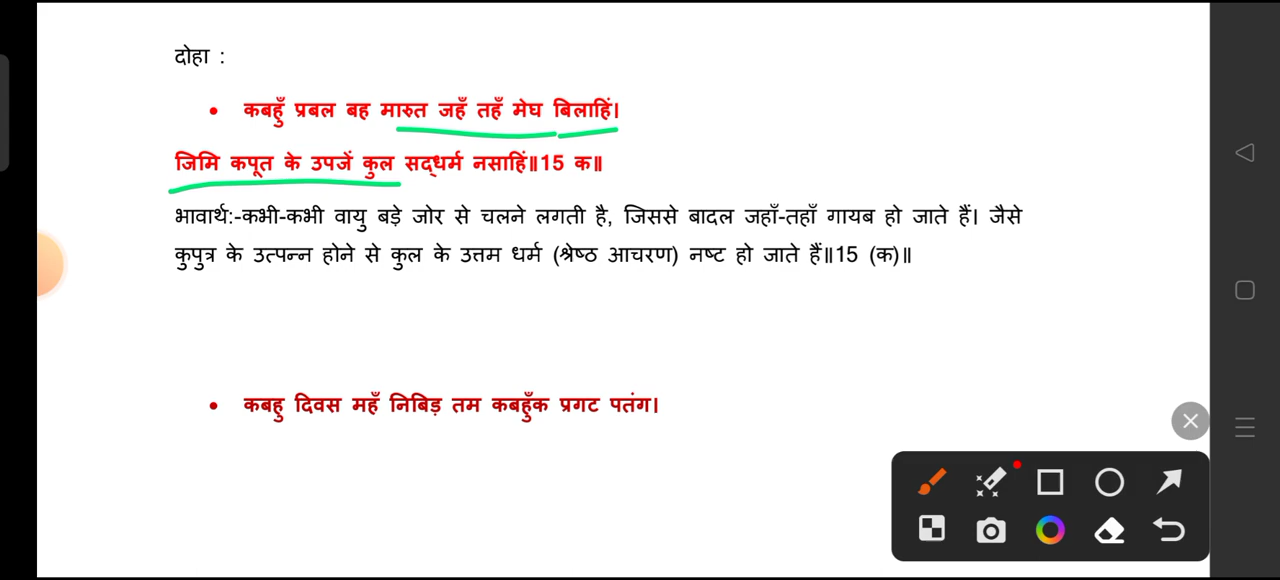 दोहा :
• कबहुँ प्रबल बह मारुत जहँ तहँ मेघ बिलाहिं।
जिमि कपूत के उपजें कुल सद्धर्म नसाहिं॥15 क॥
भावार्थ:-कभी-कभी वायु बड़े जोर से चलने लगती है, जिससे बादल जहाँ-तहाँ गायब हो जाते हैं। जैसे
कुपुत्र के उत्पन्न होने से कुल के उत्तम धर्म (श्रेष्ठ आचरण) नष्ट हो जाते हैं॥15 (क)॥
• कबहु दिवस महँ निबिड़ तम कबहुँक प्रगट पतंग।